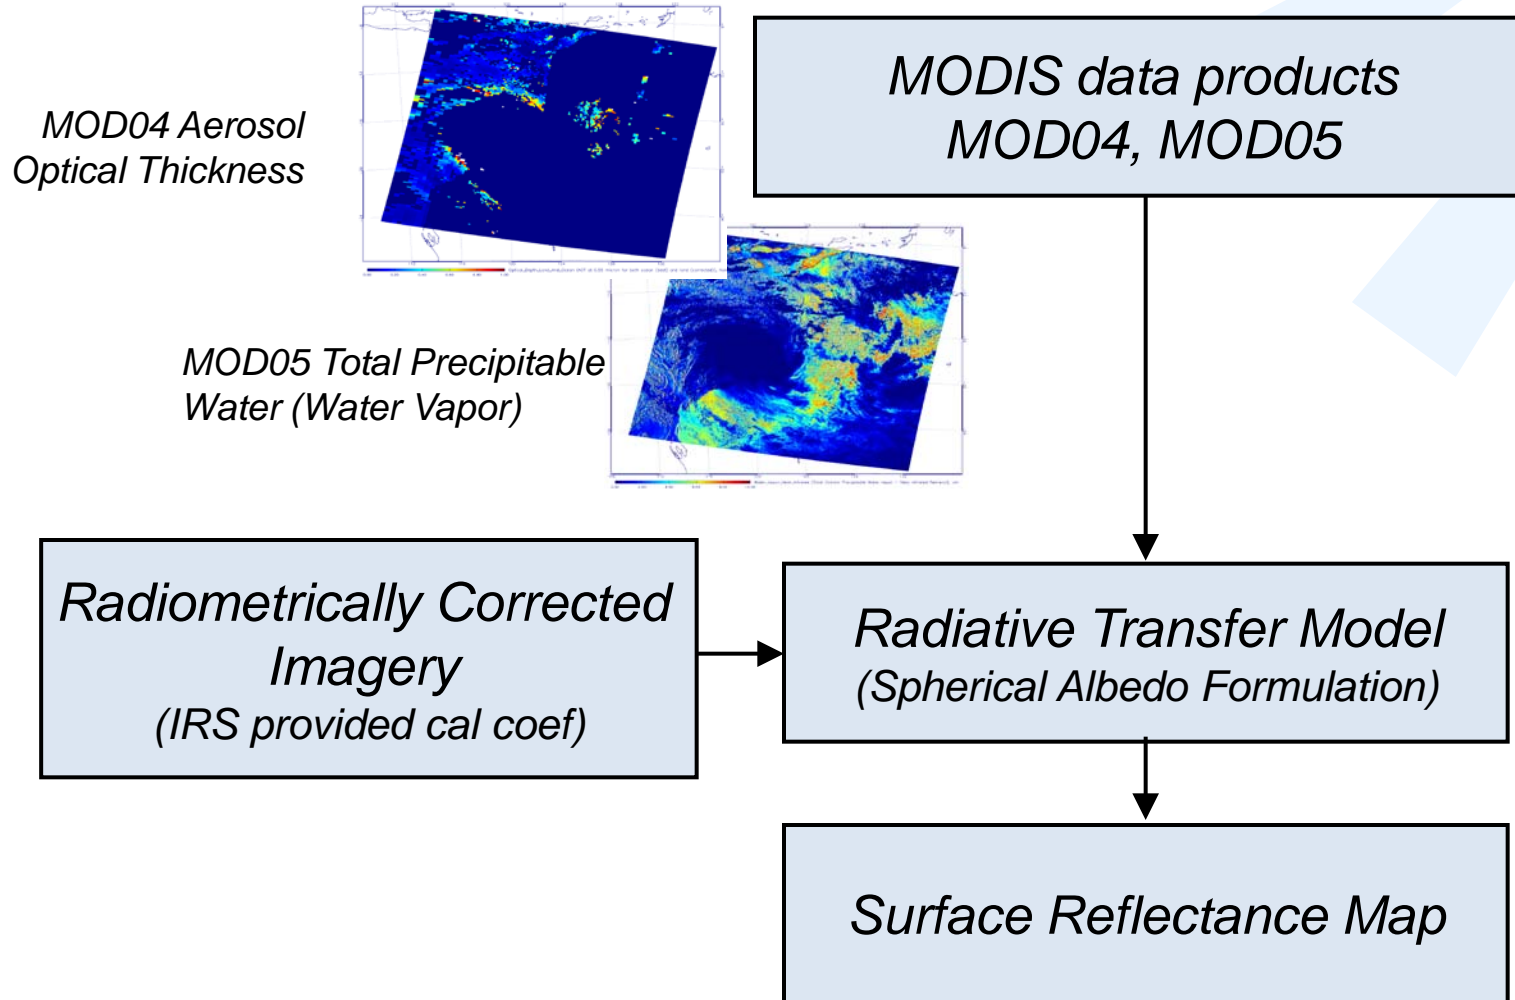 MODIS data products
MOD04, MOD05
MOD04 Aerosol
Optical Thickness
MOD05 Total Precipitable
Water (Water Vapor)
Radiometrically Corrected
Imagery
(IRS provided cal coef)
Radiative Transfer Model
(Spherical Albedo Formulation)
Surface Reflectance Map